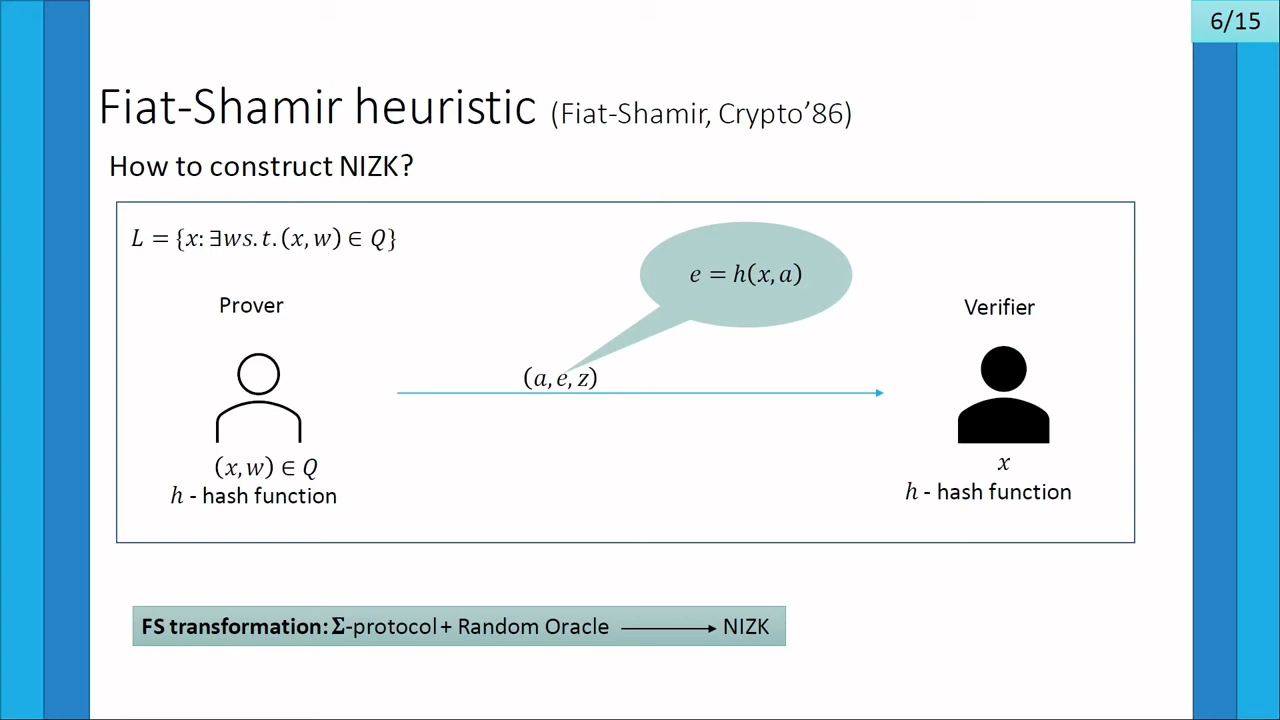 6/15
Fiat-Shamir heuristic (Fiat-Shamir, Crypto’86)
How to construct NIZK?
L = {x: ∃ws.t. (x, w) ∈ Q}
e = h(x, a)
Prover
Verifier
(a, e, z)
(x, w) ∈ Q
h - hash function
x
h - hash function
FS transformation: Σ-protocol + Random Oracle ⟶ NIZK